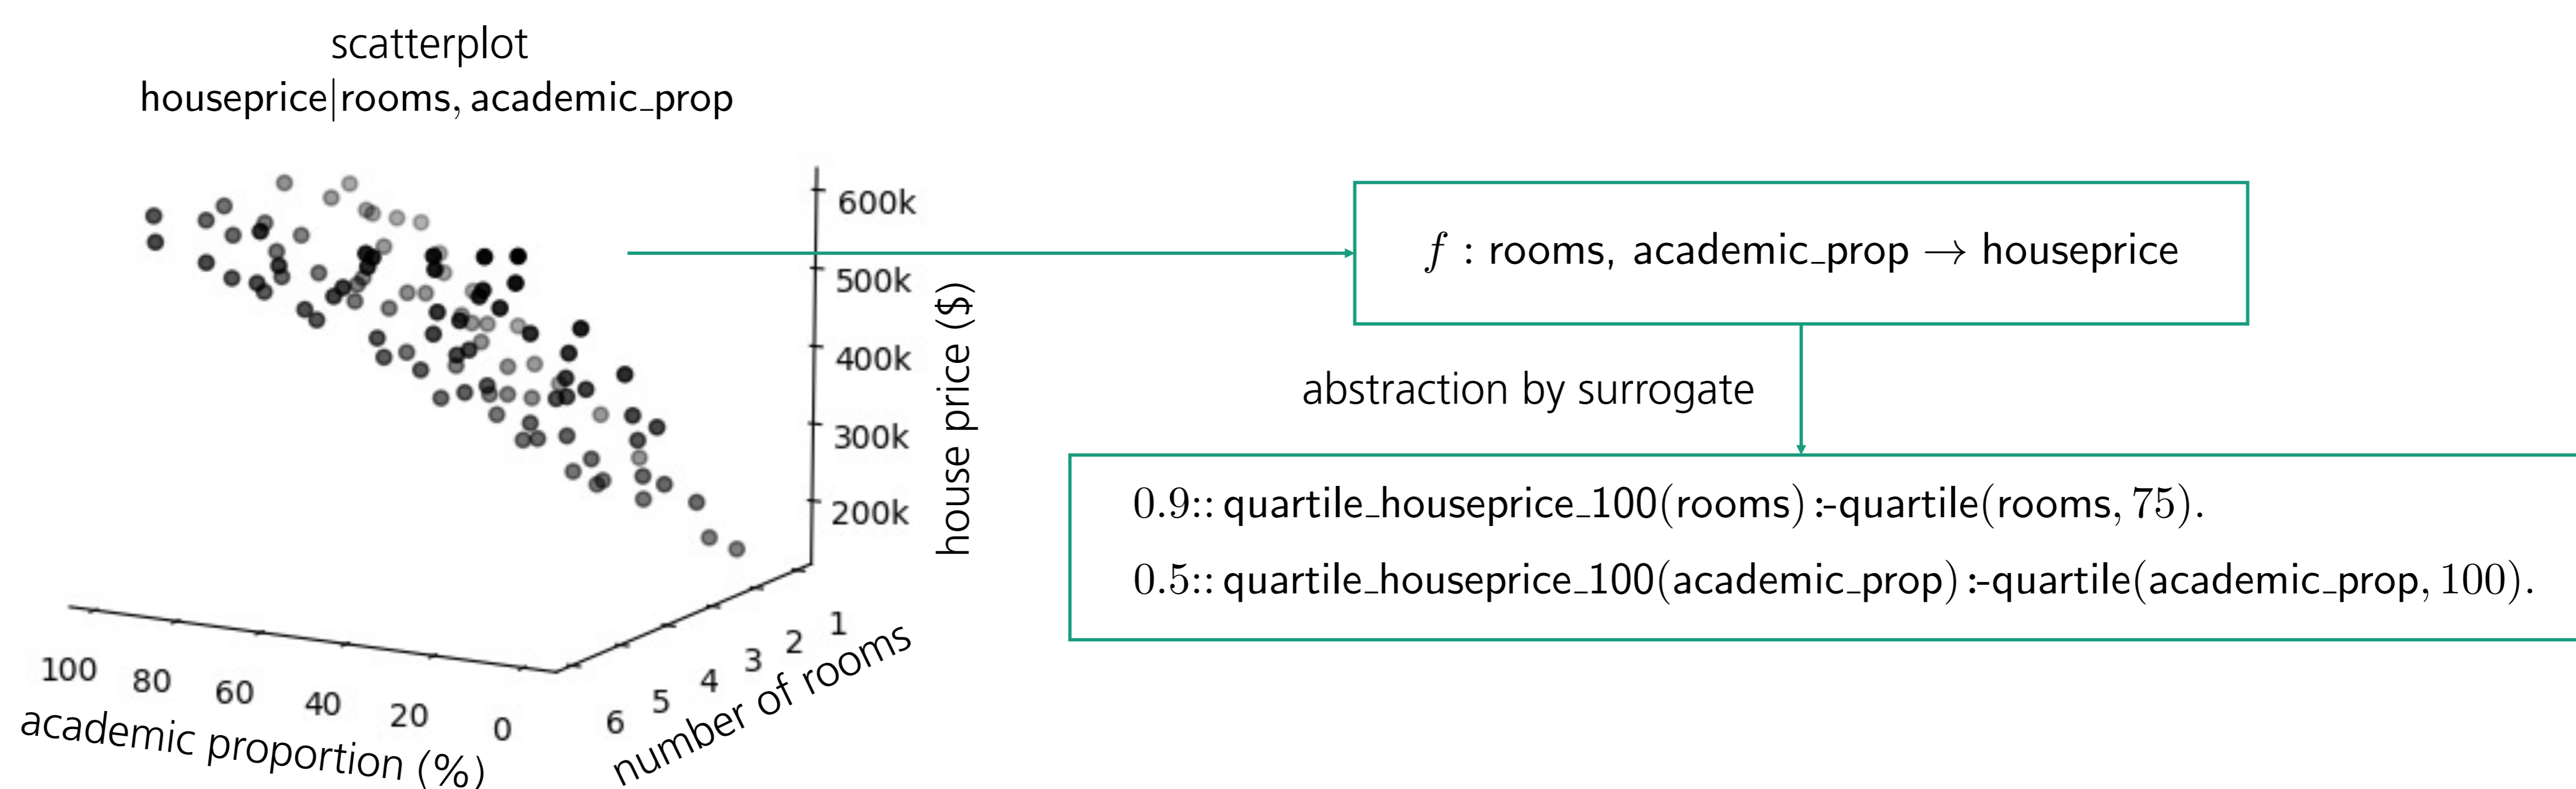 scatterplot
houseprice|rooms, academic_prop
600k
500k
400k
300k
200k
house price ($)
100 80 60 40 20 0
academic proportion (%)
6 5 4 3 2 1
number of rooms
f : rooms, academic_prop → houseprice
abstraction by surrogate
0.9:: quartile_houseprice_100(rooms) :-quartile(rooms, 75).
0.5:: quartile_houseprice_100(academic_prop) :-quartile(academic_prop, 100).